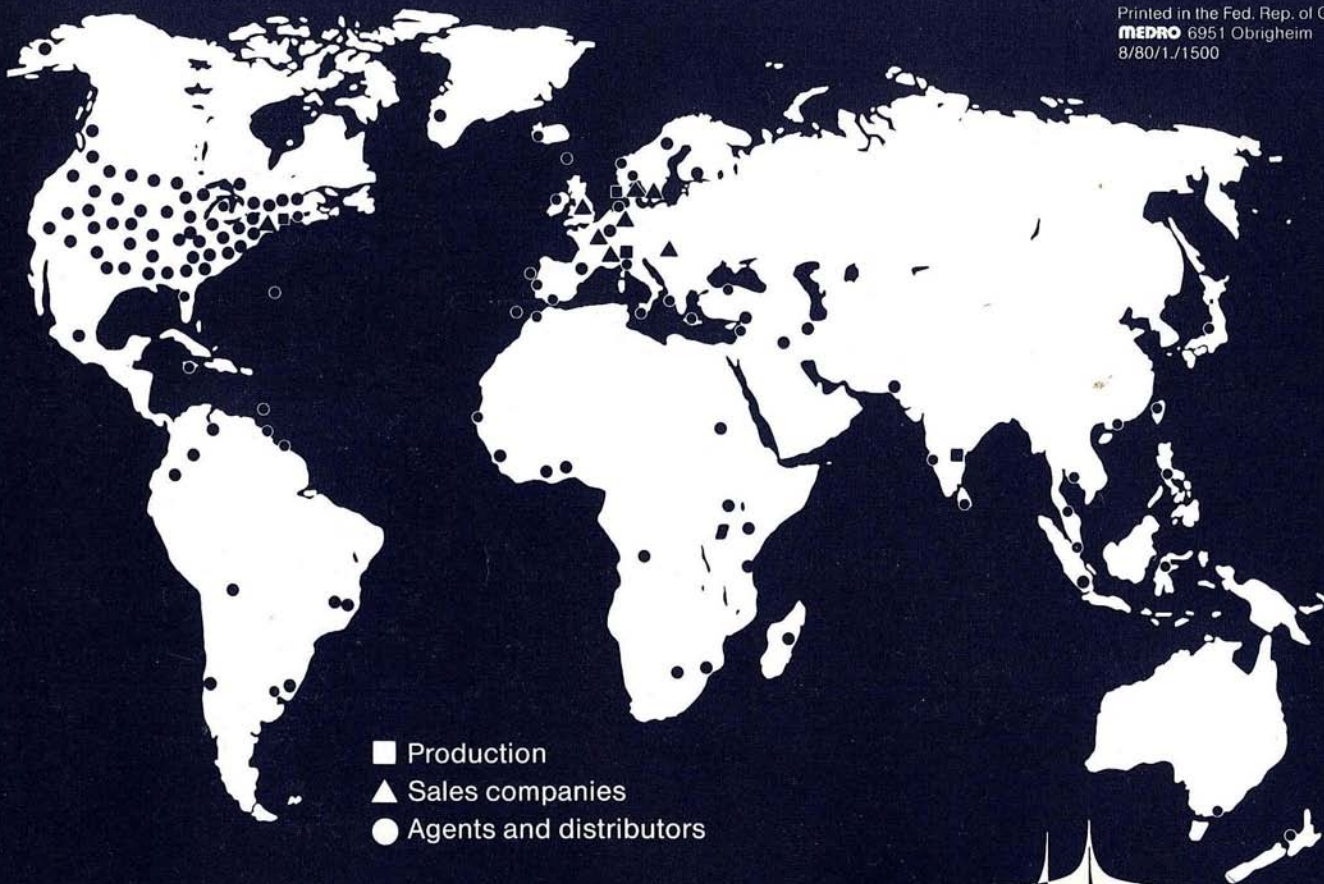 Printed in the Fed. Rep. of
MEDRO 6951 Obrigheim
8/80/1./1500
Production
Sales companies
Agents and distributors